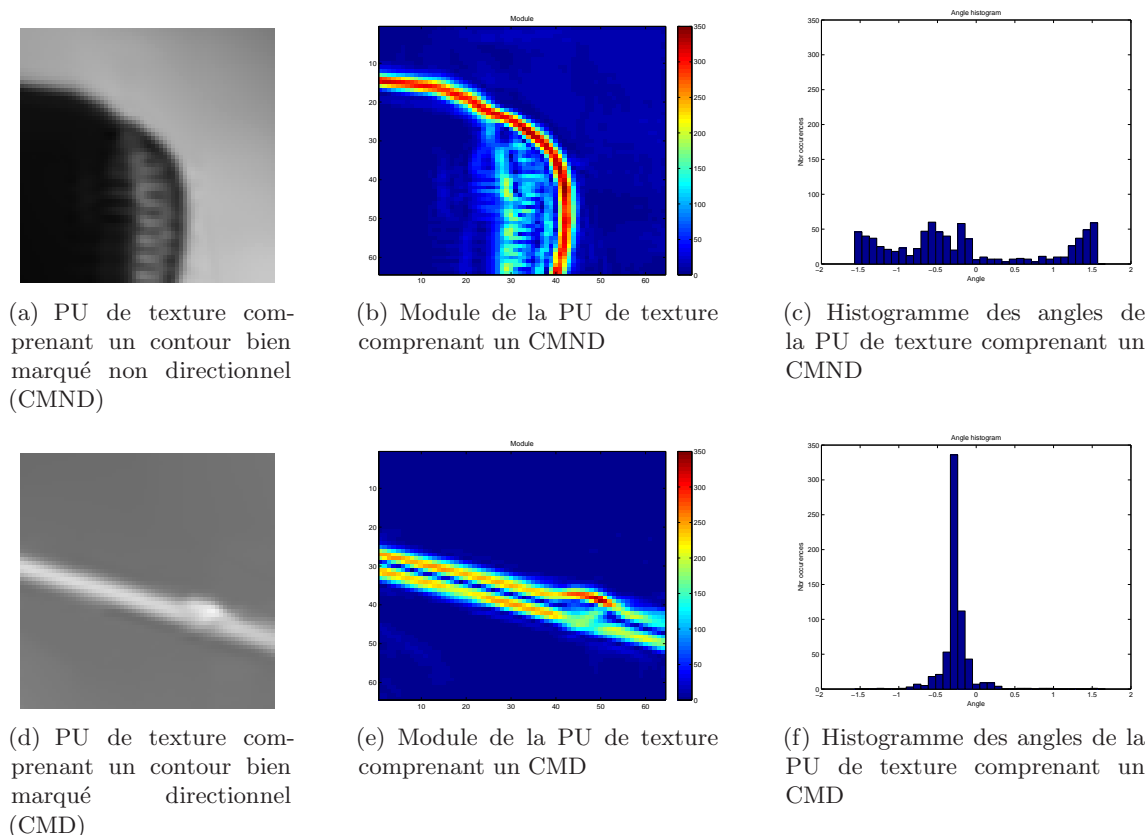 Module
10
20
30
40
50
60
10 20 30 40 50 60
350
300
250
200
150
100
50
0
Angle histogram
Nbr occurences
350
300
250
200
150
100
50
0
−2 −1.5 −1 −0.5 0 0.5 1 1.5 2
Angle
(a) PU de texture com-
prenant un contour bien
marqué non directionnel
(CMND)
(b) Module de la PU de texture
comprenant un CMND
(c) Histogramme des angles de
la PU de texture comprenant un
CMND
Module
10
20
30
40
50
60
10 20 30 40 50 60
350
300
250
200
150
100
50
0
Angle histogram
Nbr occurences
350
300
250
200
150
100
50
0
−2 −1.5 −1 −0.5 0 0.5 1 1.5 2
Angle
(d) PU de texture com-
prenant un contour bien
marqué directionnel
(CMD)
(e) Module de la PU de texture
comprenant un CMD
(f) Histogramme des angles de la
PU de texture comprenant un
CMD